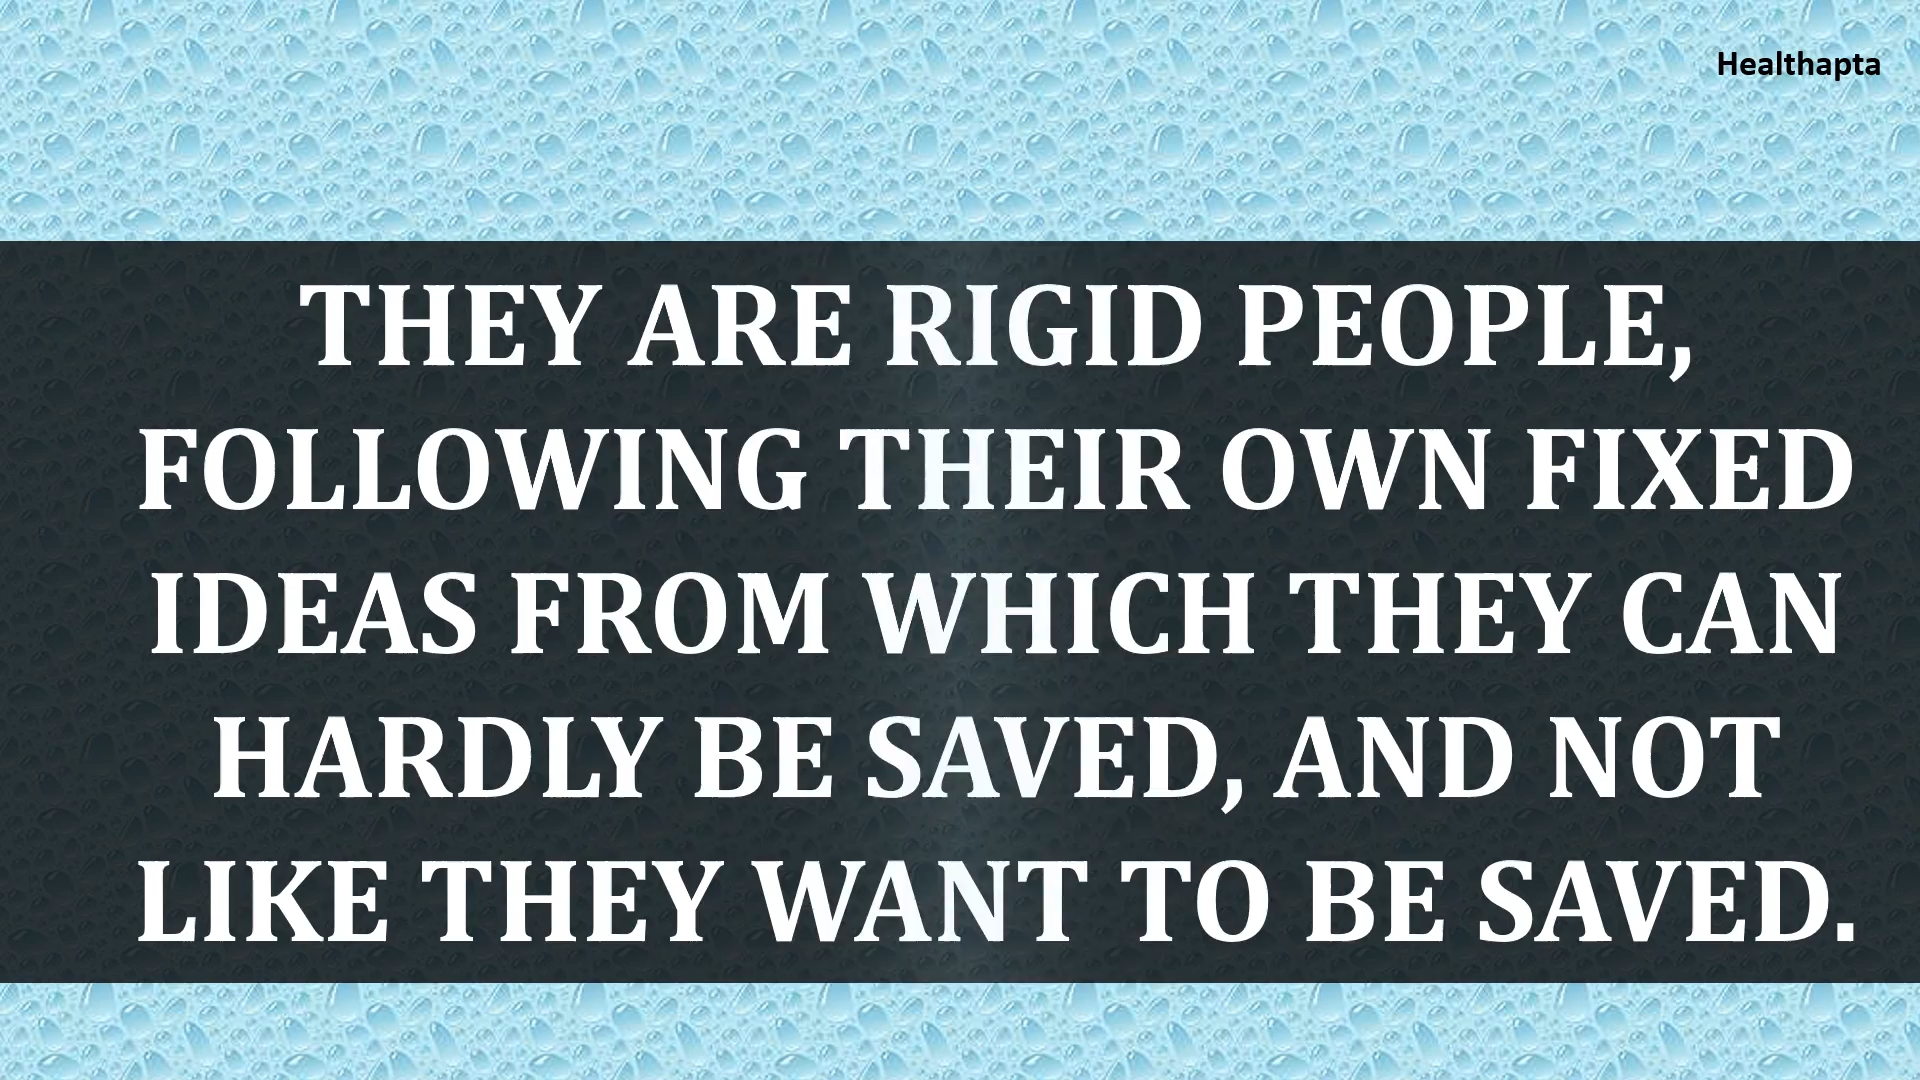 Healthapta
THEY ARE RIGID PEOPLE,
FOLLOWING THEIR OWN FIXED
IDEAS FROM WHICH THEY CAN
HARDLY BE SAVED, AND NOT
LIKE THEY WANT TO BE SAVED.